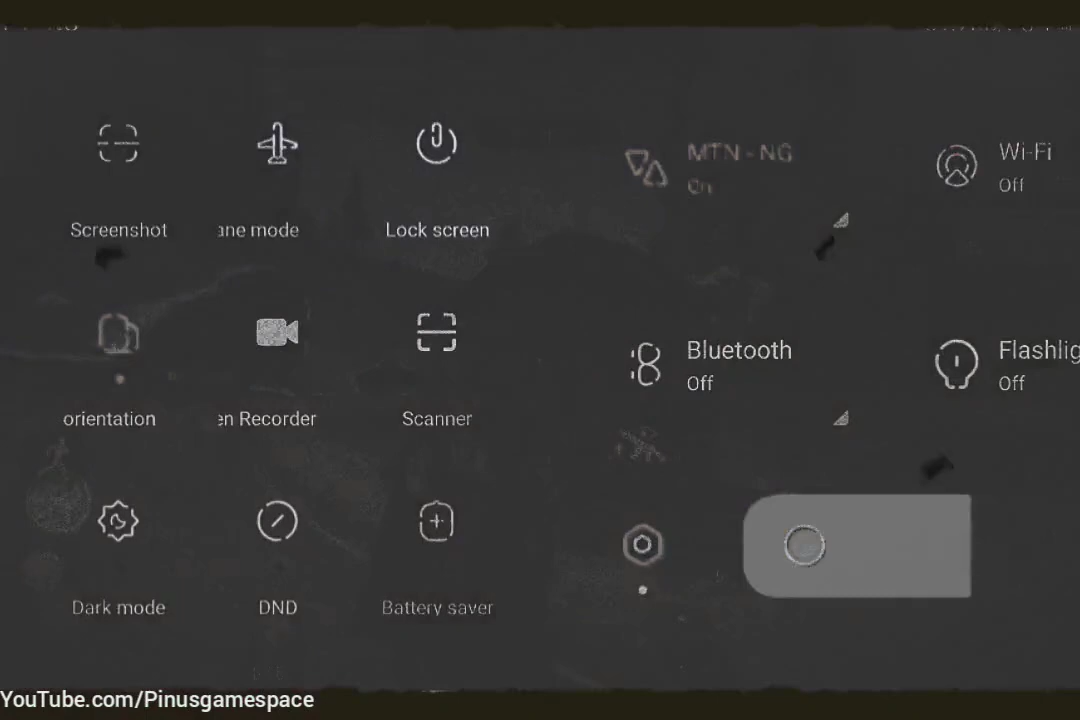 MTN-NG
On
Wi-Fi
Off
Screenshot
ane mode
Lock screen
Bluetooth
Off
Flashlig
Off
orientation
en Recorder
Scanner
Dark mode
DND
Battery saver
YouTube.com/Pinusgamespace